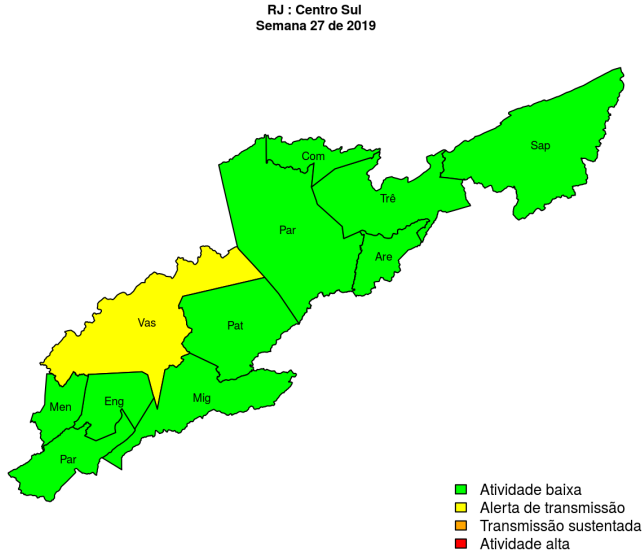 RJ : Centro Sul
Semana 27 de 2019
Sap
Com
Trê
Par
Are
Vas
Pat
Mig
Men
Eng
Par
Atividade baixa
Alerta de transmissão
Transmissão sustentada
Atividade alta